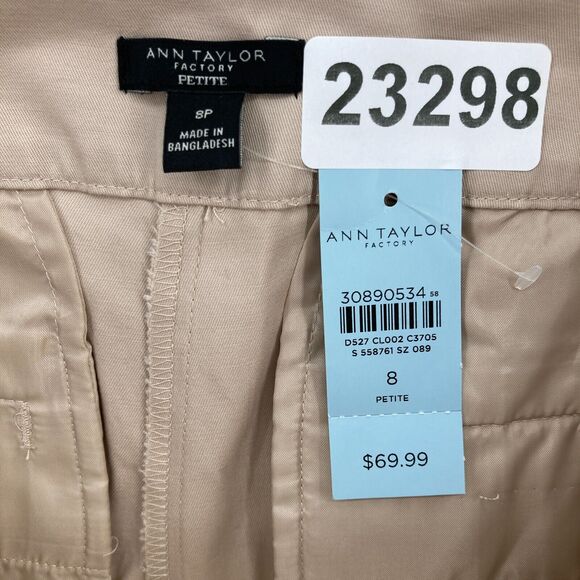 ANN TAYLOR
FACTORY
PETITE
8P
MADE IN
BANGLADESH
23298
ANN TAYLOR
FACTORY
30890534 58
D527 CL002 C3705
S 558761 SZ 089
8
PETITE
$69.99